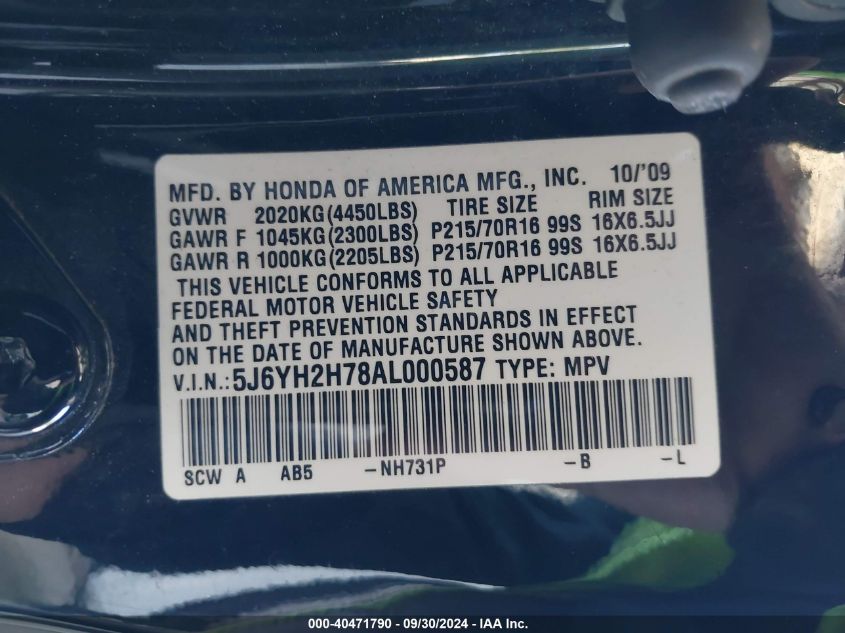 MFD. BY HONDA OF AMERICA MFG., INC. 10/'09
GVWR 2020KG(4450LBS) TIRE SIZE RIM SIZE
GAWR F 1045KG(2300LBS) P215/70R16 99S 16X6.5JJ
GAWR R 1000KG(2205LBS) P215/70R16 99S 16X6.5JJ
THIS VEHICLE CONFORMS TO ALL APPLICABLE
FEDERAL MOTOR VEHICLE SAFETY
AND THEFT PREVENTION STANDARDS IN EFFECT
ON THE DATE OF MANUFACTURE SHOWN ABOVE.
V.I.N.:5J6YH2H78AL000587 TYPE: MPV
SCW A AB5 -NH731P -B -L
000-40471790 - 09/30/2024 - IAA Inc.